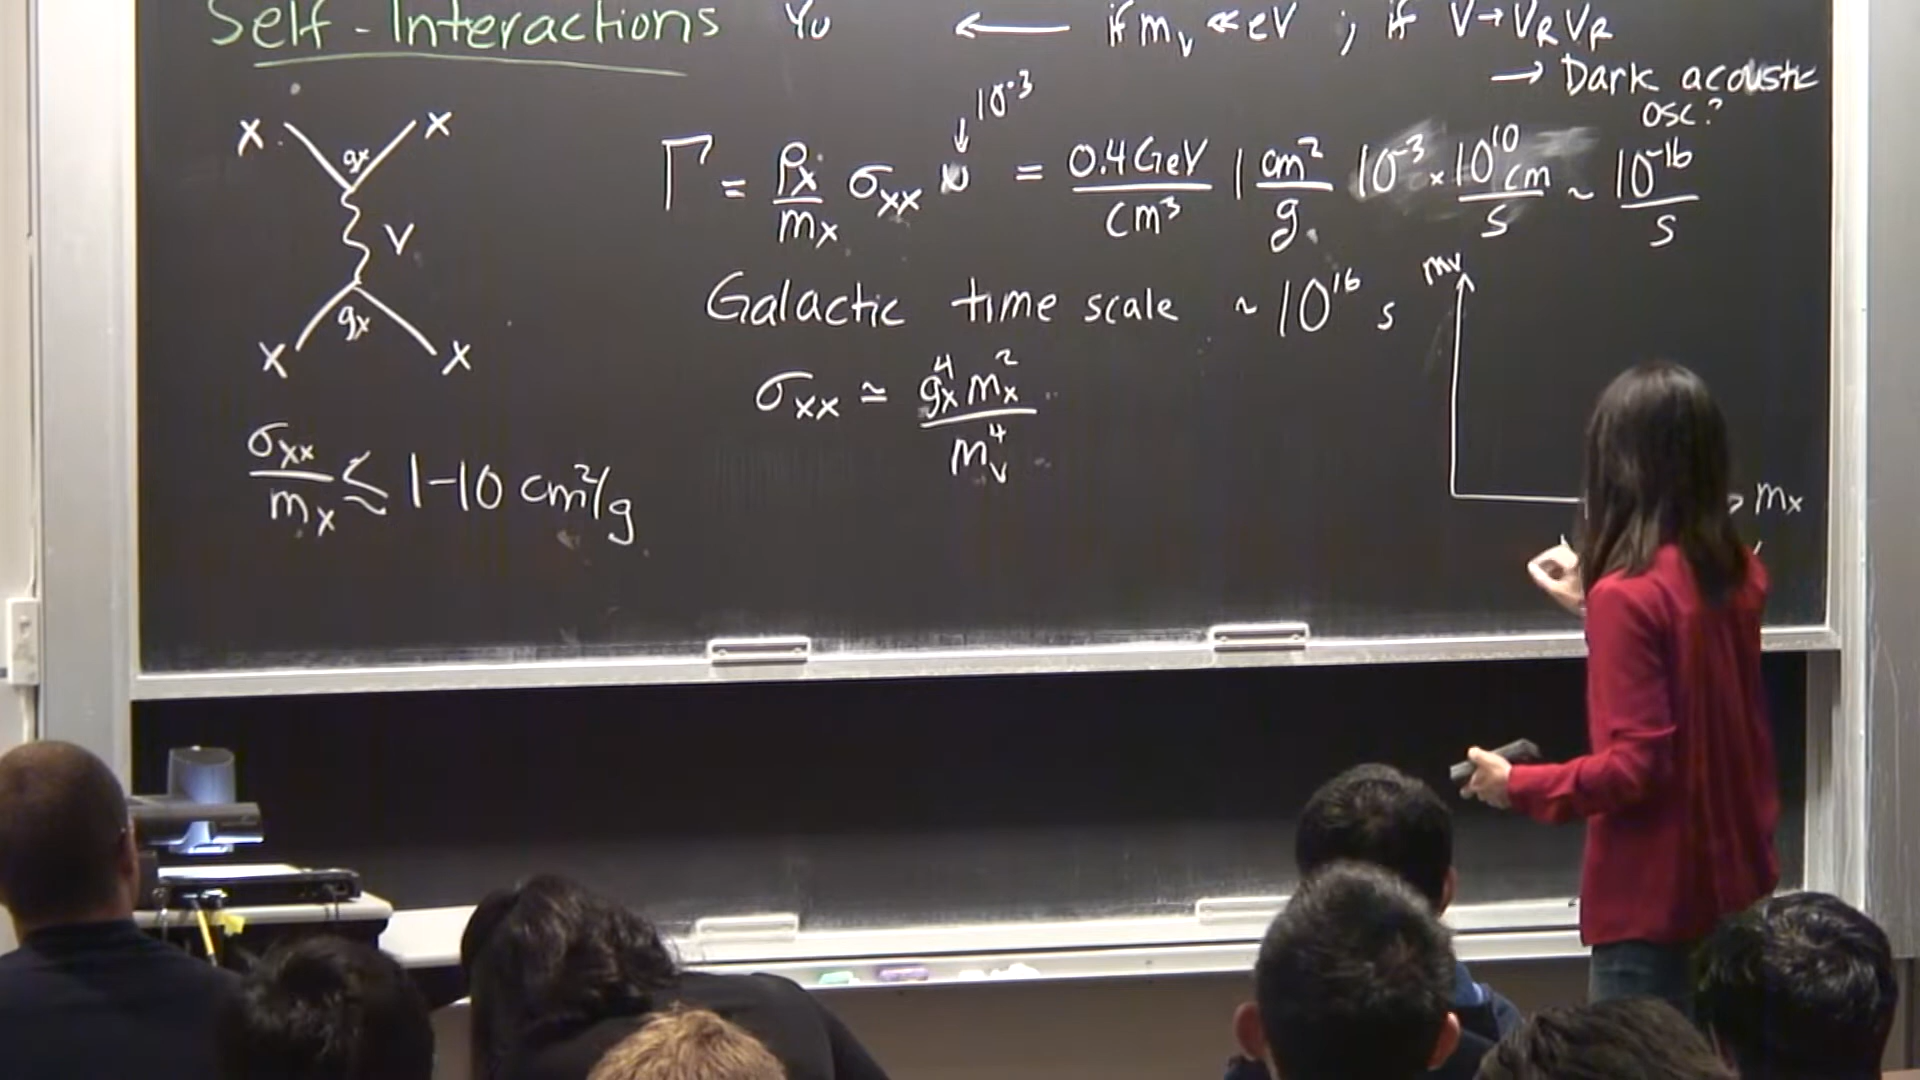 Self - Interactions Yu ← if m_V ≪ eV ; if V → V_R V_R
→ Dark acoustic
osc?
X X
g_X
V
g_X
X X
↓ 10^-3
Γ = ρ_X/m_X σ_XX v = 0.4 GeV/cm^3 1 cm^2/g 10^-3 × 10^10 cm/s ~ 10^-16/s
Galactic time scale ~ 10^16 s
σ_XX ≃ g_X^4 m_X^2 / m_V^4
σ_XX/m_X ≲ 1-10 cm^2/g
m_V
m_X